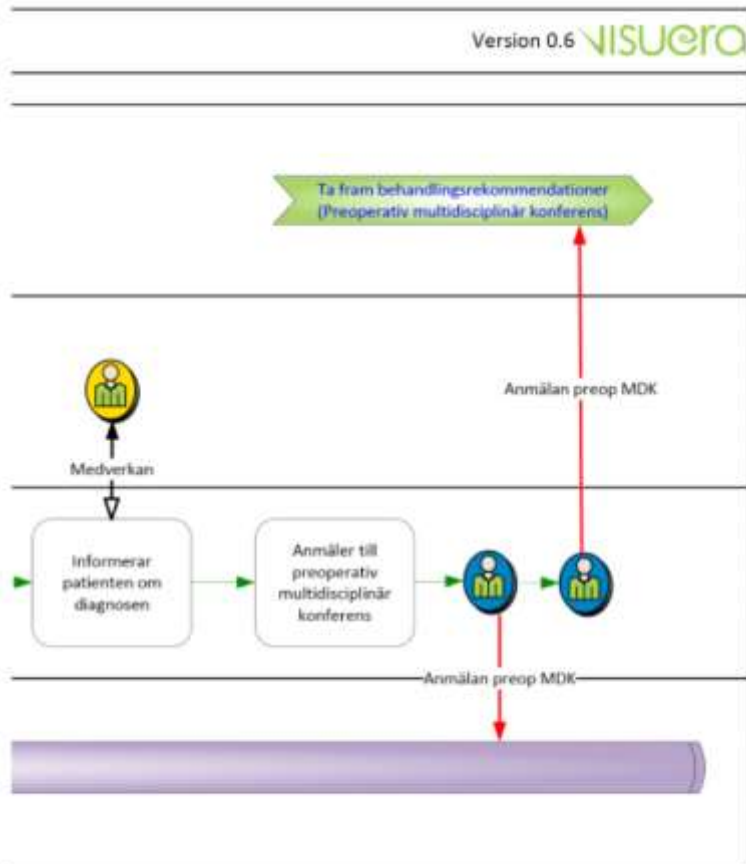 Version 0.6 visuera
Ta fram behandlingsrekommendationer
(Preoperativ multidisciplinär konferens)
Anmälan preop MDK
Medverkan
Informerar
patienten om
diagnosen
Anmäler till
preoperativ
multidisciplinär
konferens
Anmälan preop MDK